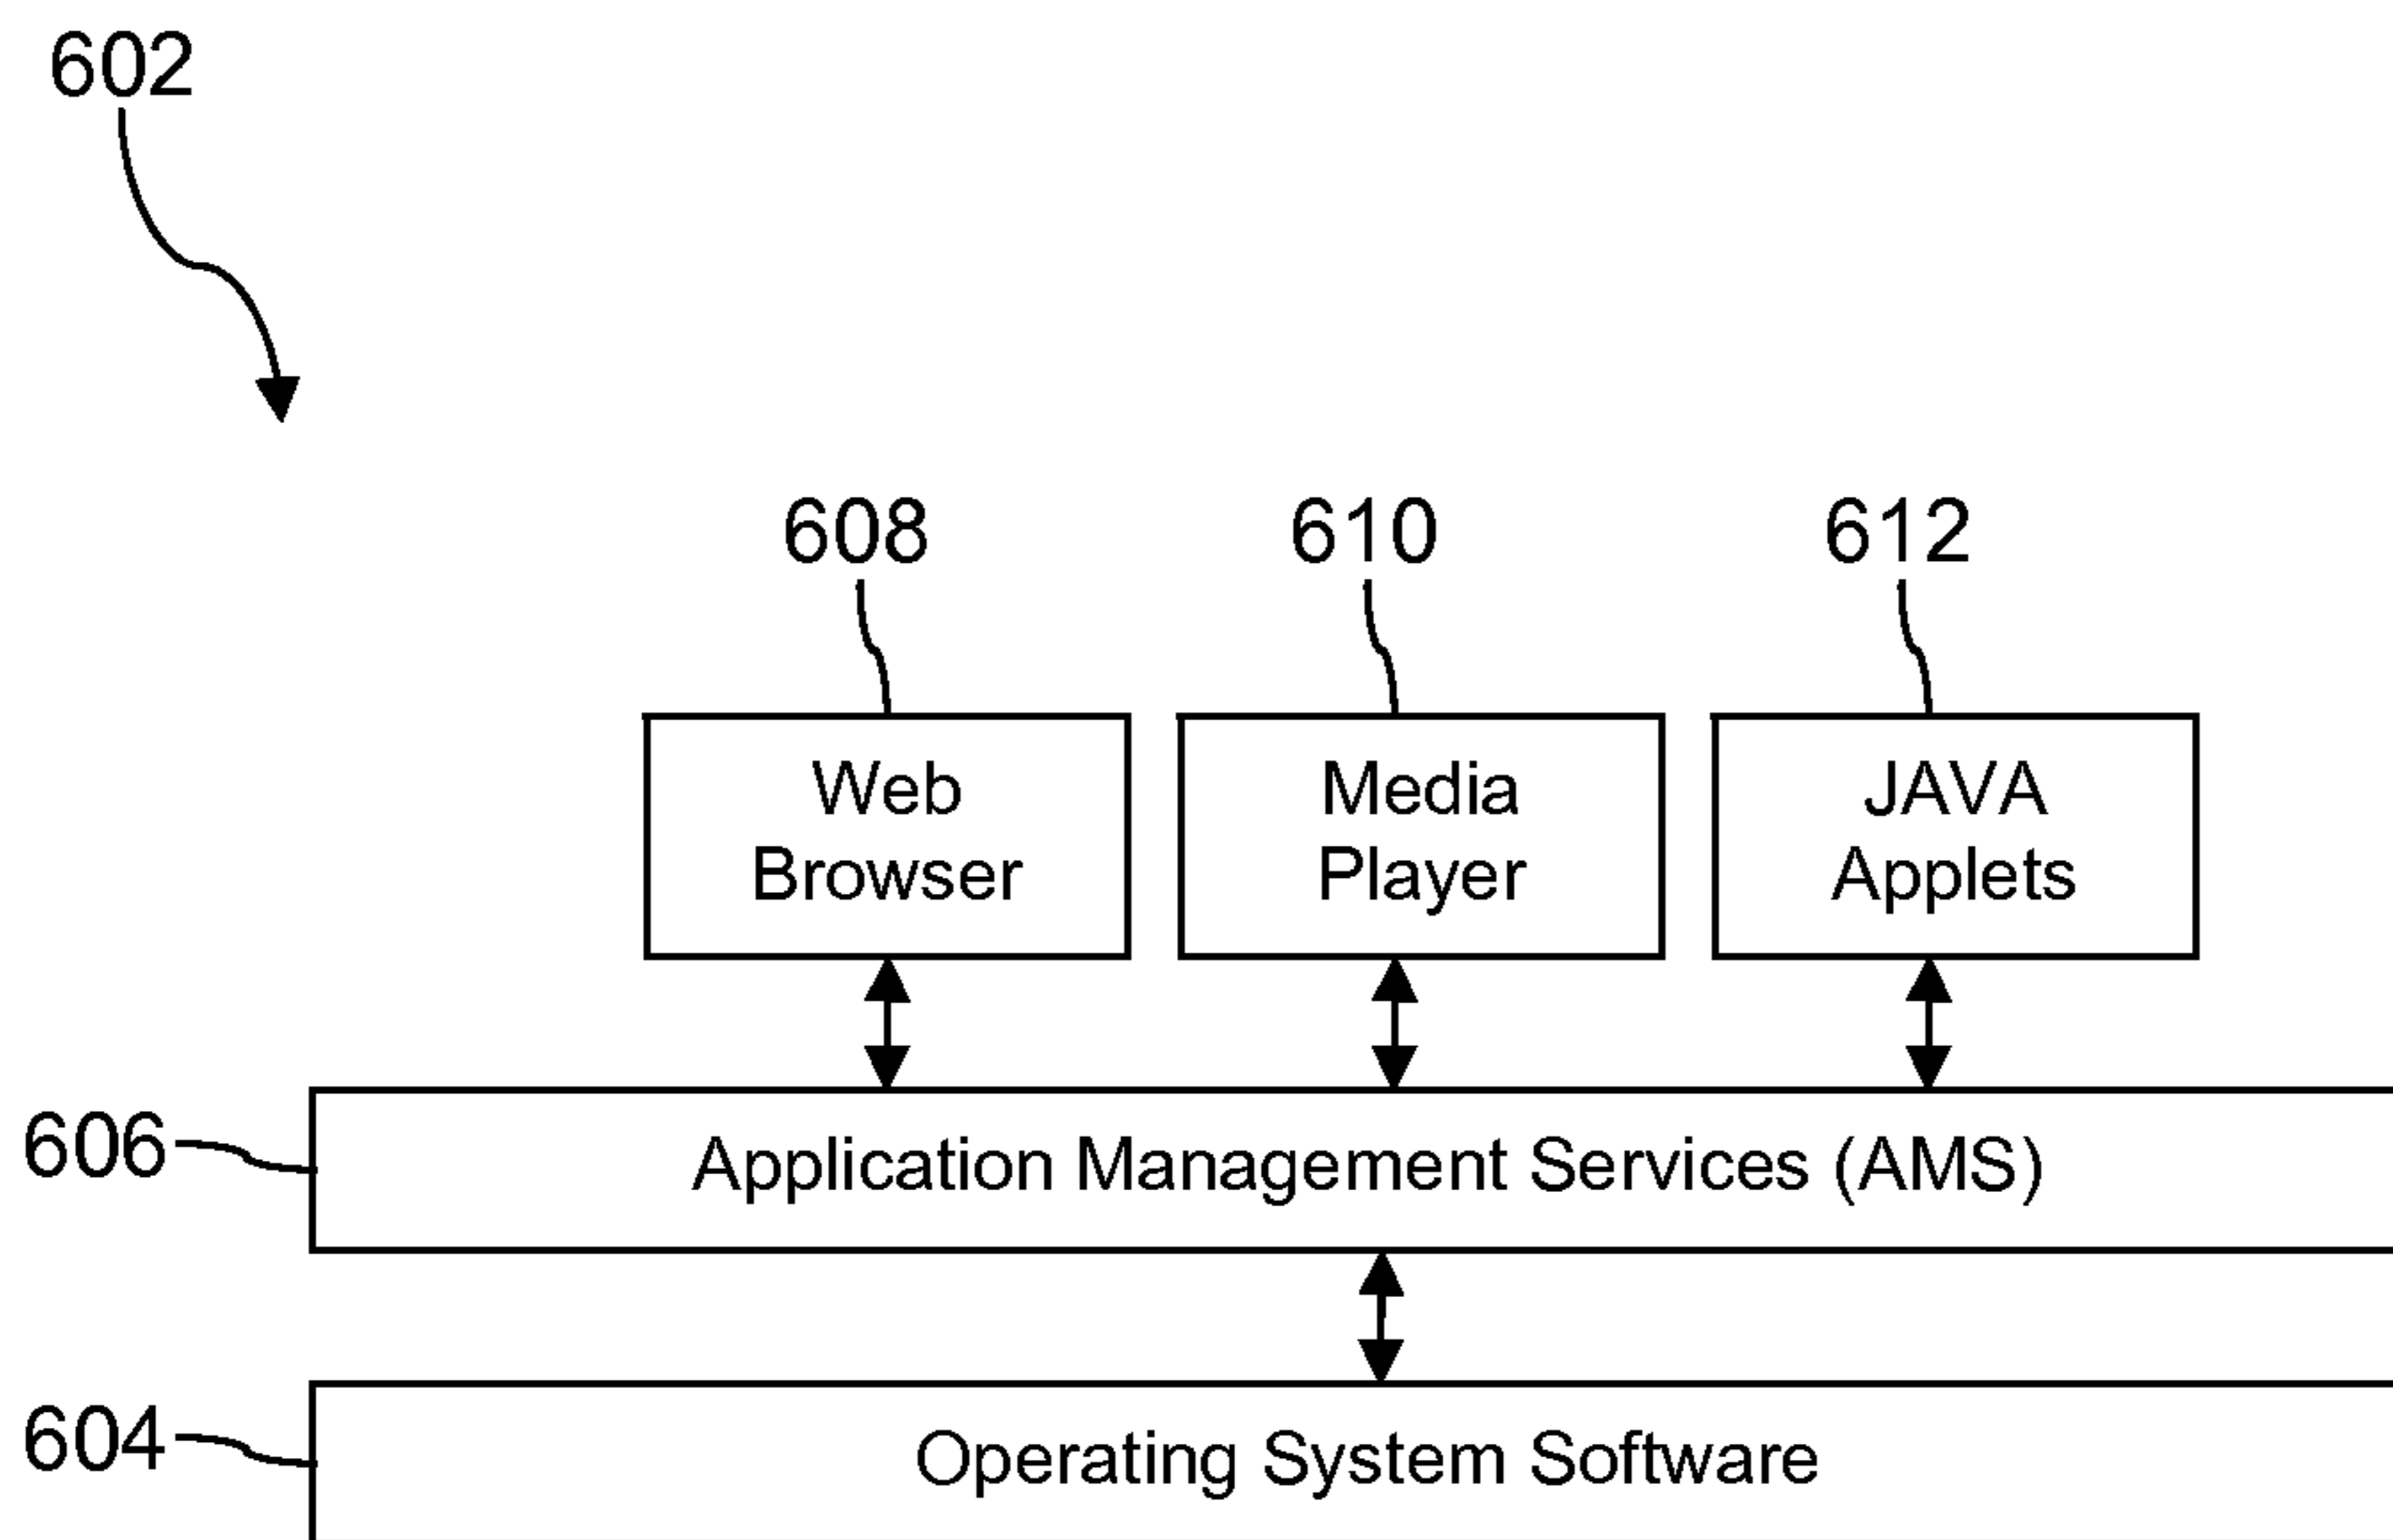 602
608
610
612
Web
Browser
Media
Player
JAVA
Applets
606
Application Management Services (AMS)
604
Operating System Software